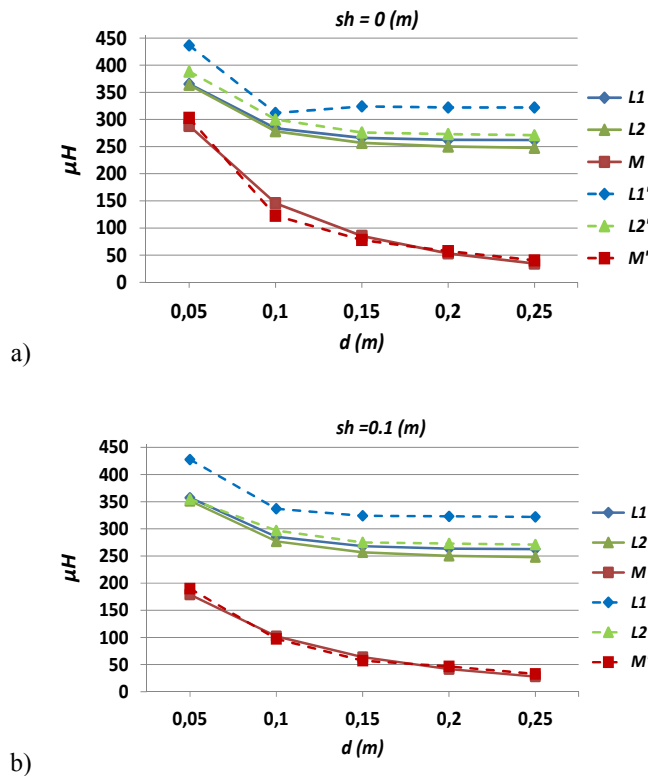 sh = 0 (m)
450
400
350
300
250
200
150
100
50
0
µH
0,05 0,1 0,15 0,2 0,25
d (m)
L1
L2
M
L1'
L2'
M'
a)
sh =0.1 (m)
450
400
350
300
250
200
150
100
50
0
µH
0,05 0,1 0,15 0,2 0,25
d (m)
L1
L2
M
L1
L2
M
b)